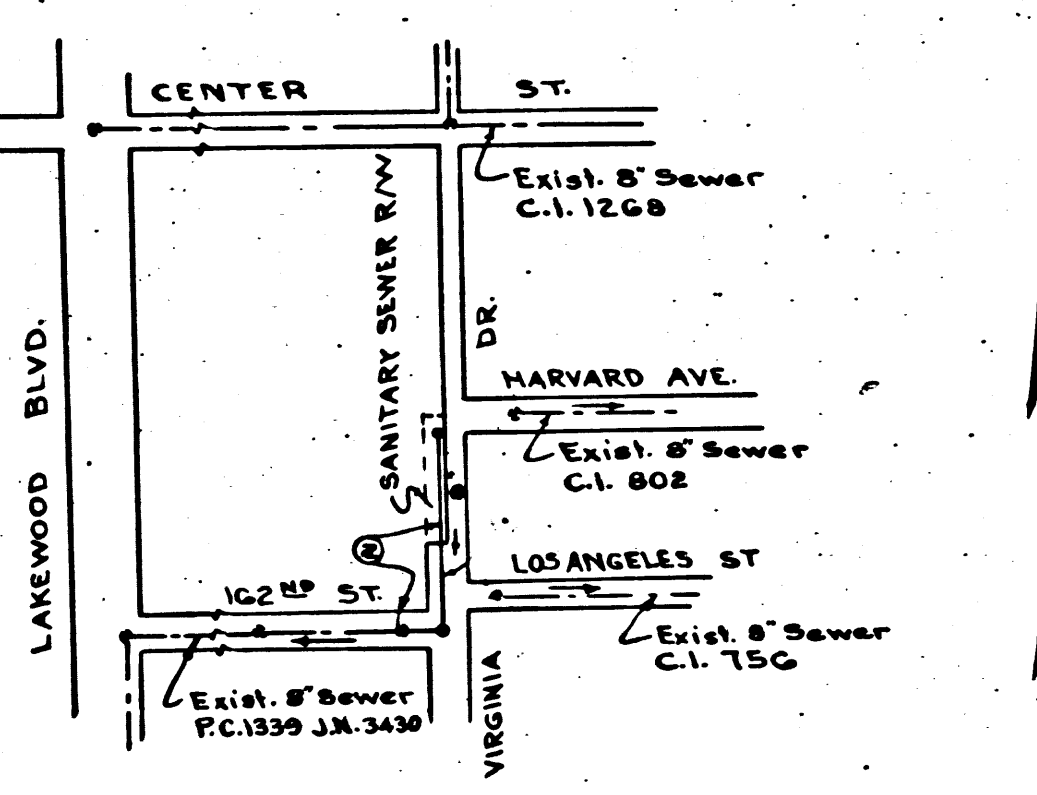 CENTER ST.
Exist. 8" Sewer
C.I. 1268
SANITARY SEWER R/W
DR.
LAKEWOOD BLVD.
HARVARD AVE.
Exist. 8" Sewer
C.I. 802
2
LOS ANGELES ST
162ND ST.
Exist. 8" Sewer
C.I. 756
Exist. 8" Sewer
P.C.1339 J.N.3430
VIRGINIA